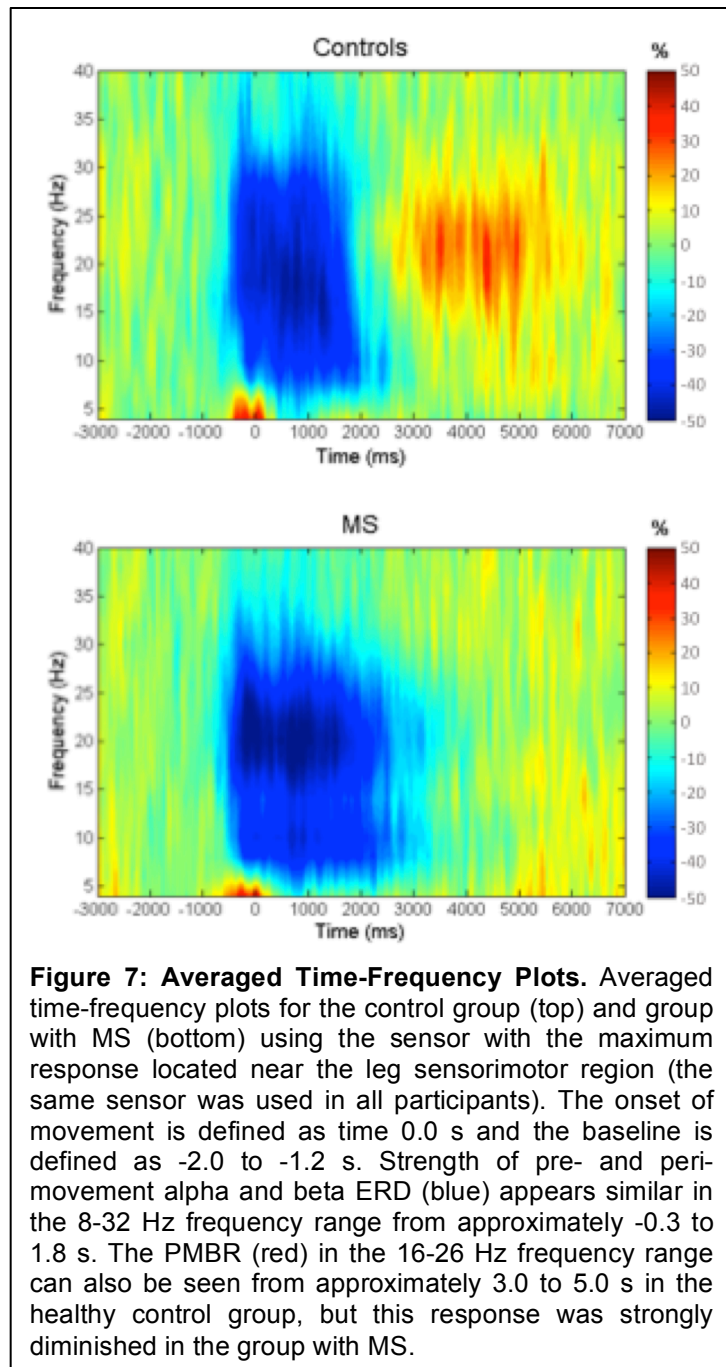 Controls
%
40
35
30
25
20
15
10
5
Frequency (Hz)
-3000 -2000 -1000 0 1000 2000 3000 4000 5000 6000 7000
Time (ms)
50
40
30
20
10
0
-10
-20
-30
-40
-50
MS
%
40
35
30
25
20
15
10
5
Frequency (Hz)
-3000 -2000 -1000 0 1000 2000 3000 4000 5000 6000 7000
Time (ms)
50
40
30
20
10
0
-10
-20
-30
-40
-50
Figure 7: Averaged Time-Frequency Plots. Averaged
time-frequency plots for the control group (top) and group
with MS (bottom) using the sensor with the maximum
response located near the leg sensorimotor region (the
same sensor was used in all participants). The onset of
movement is defined as time 0.0 s and the baseline is
defined as -2.0 to -1.2 s. Strength of pre- and peri-
movement alpha and beta ERD (blue) appears similar in
the 8-32 Hz frequency range from approximately -0.3 to
1.8 s. The PMBR (red) in the 16-26 Hz frequency range
can also be seen from approximately 3.0 to 5.0 s in the
healthy control group, but this response was strongly
diminished in the group with MS.